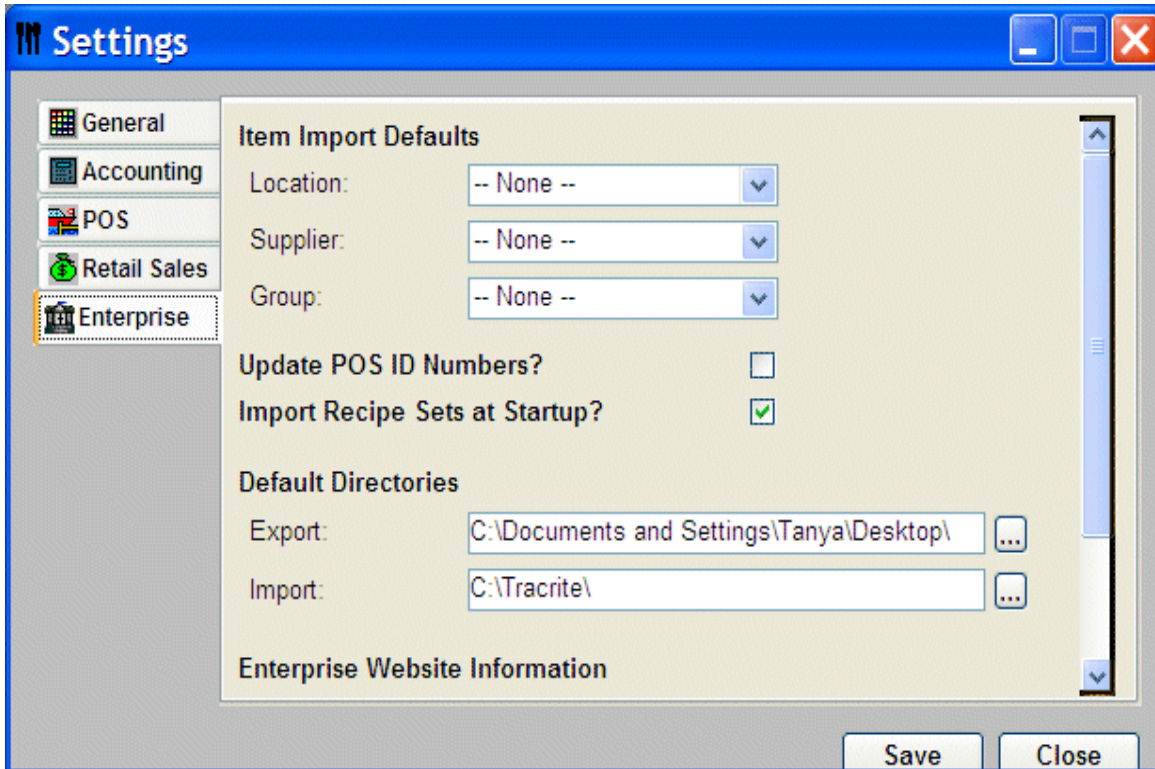 Settings
General
Accounting
POS
Retail Sales
Enterprise
Item Import Defaults
Location: -- None --
Supplier: -- None --
Group: -- None --
Update POS ID Numbers?
Import Recipe Sets at Startup?
Default Directories
Export: C:\Documents and Settings\Tanya\Desktop\ ...
Import: C:\Tracrite\ ...
Enterprise Website Information
Save Close